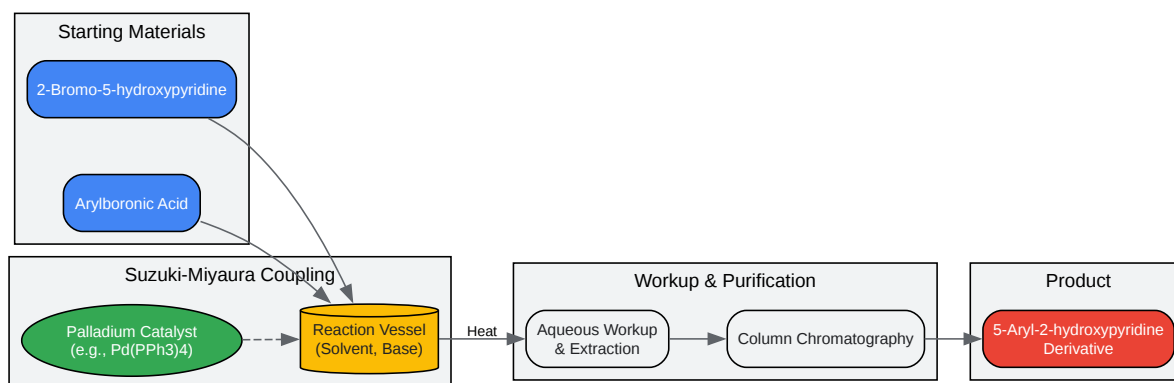 Starting Materials
2-Bromo-5-hydroxypyridine
Arylboronic Acid
Suzuki-Miyaura Coupling
Palladium Catalyst
(e.g., Pd(PPh3)4)
Reaction Vessel
(Solvent, Base)
Heat
Workup & Purification
Aqueous Workup
& Extraction
Column Chromatography
Product
5-Aryl-2-hydroxypyridine
Derivative